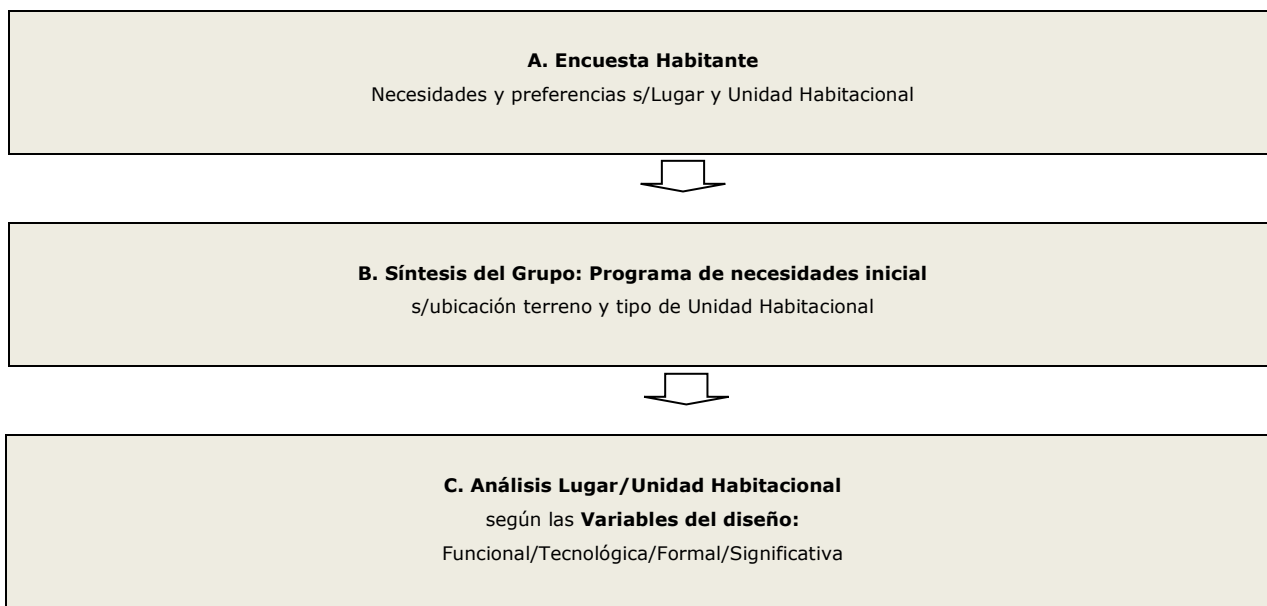 A. Encuesta Habitante
Necesidades y preferencias s/Lugar y Unidad Habitacional
B. Síntesis del Grupo: Programa de necesidades inicial
s/ubicación terreno y tipo de Unidad Habitacional
C. Análisis Lugar/Unidad Habitacional
según las Variables del diseño:
Funcional/Tecnológica/Formal/Significativa